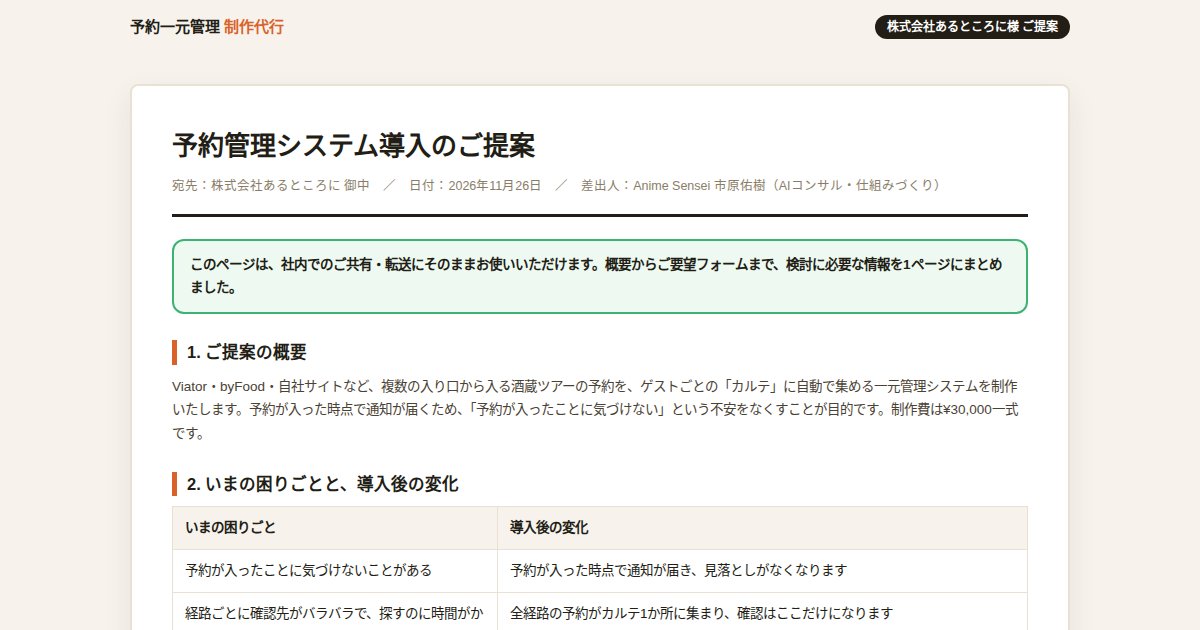 予約一元管理 制作代行
株式会社あるところに様 ご提案
予約管理システム導入のご提案
宛先：株式会社あるところに 御中　／　日付：2026年11月26日　／　差出人：Anime Sensei 市原佑樹（AIコンサル・仕組みづくり）
このページは、社内でのご共有・転送にそのままお使いいただけます。概要からご要望フォームまで、検討に必要な情報を1ページにまとめ
ました。
1. ご提案の概要
Viator・byFood・自社サイトなど、複数の入り口から入る酒蔵ツアーの予約を、ゲストごとの「カルテ」に自動で集める一元管理システムを制作
いたします。予約が入った時点で通知が届くため、「予約が入ったことに気づけない」という不安をなくすことが目的です。制作費は¥30,000一式
です。
2. いまの困りごとと、導入後の変化
いまの困りごと
導入後の変化
予約が入ったことに気づけないことがある
予約が入った時点で通知が届き、見落としがなくなります
経路ごとに確認先がバラバラで、探すのに時間がか
全経路の予約がカルテ1か所に集まり、確認はここだけになります